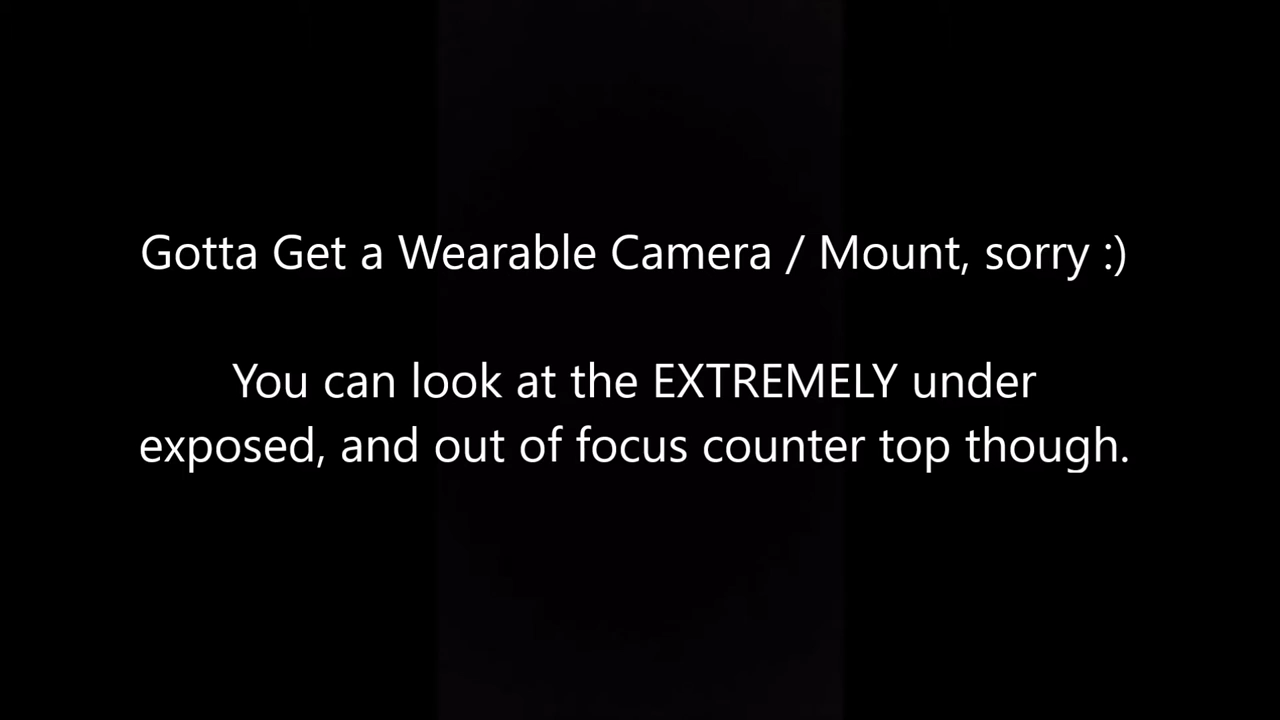 Gotta Get a Wearable Camera / Mount, sorry :)
You can look at the EXTREMELY under
exposed, and out of focus counter top though.